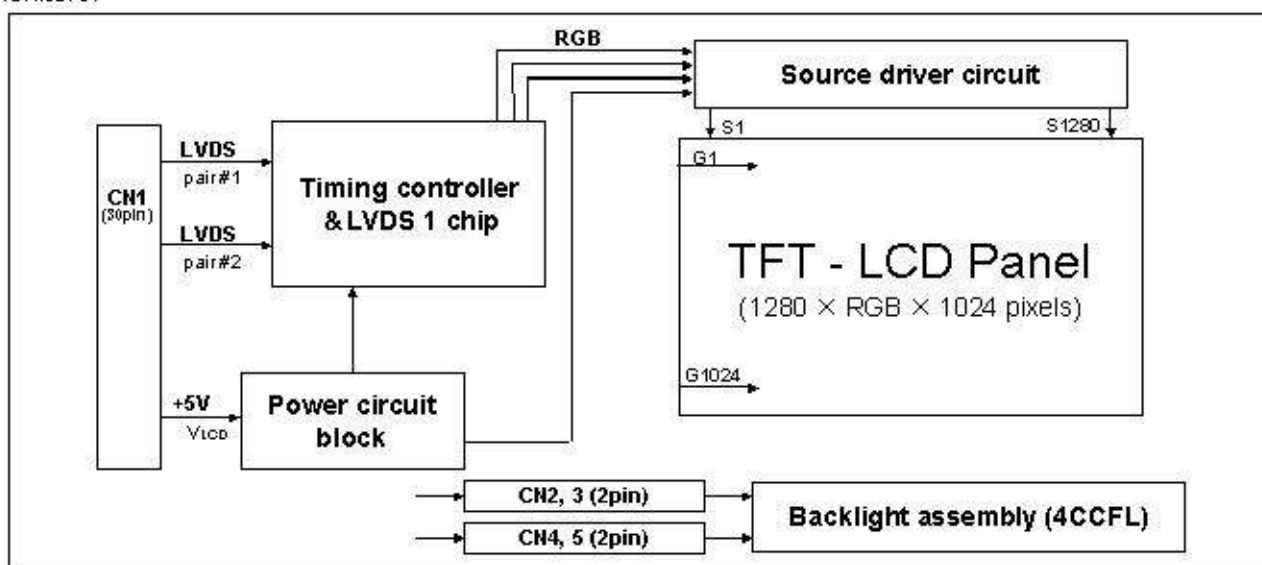 RGB
Source driver circuit
S1
S1280
CN1
(30pin)
LVDS
pair#1
LVDS
pair#2
Timing controller
& LVDS 1 chip
G1
TFT - LCD Panel
(1280 × RGB × 1024 pixels)
G1024
+5V
VLCD
Power circuit
block
CN2, 3 (2pin)
CN4, 5 (2pin)
Backlight assembly (4CCFL)